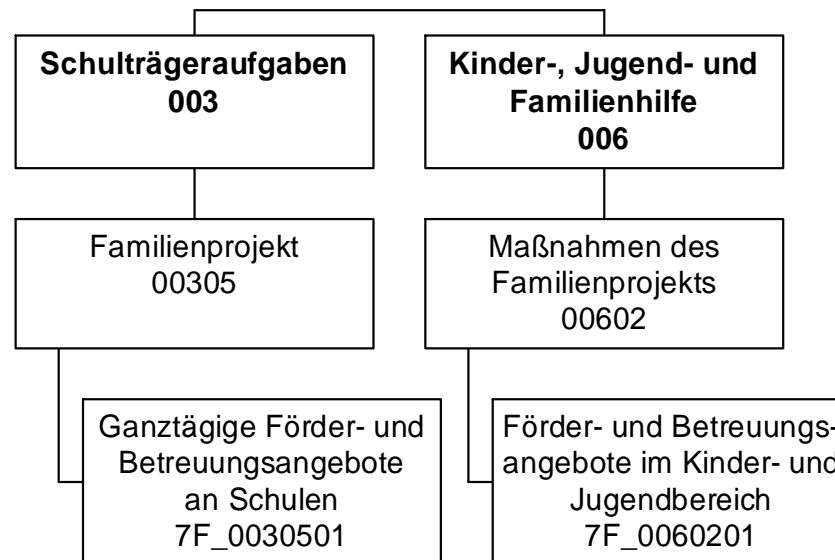 Schulträgeraufgaben
003
Kinder-, Jugend- und
Familienhilfe
006
Familienprojekt
00305
Maßnahmen des
Familienprojekts
00602
Ganztägige Förder- und
Betreuungsangebote
an Schulen
7F_0030501
Förder- und Betreuungs-
angebote im Kinder- und
Jugendbereich
7F_0060201